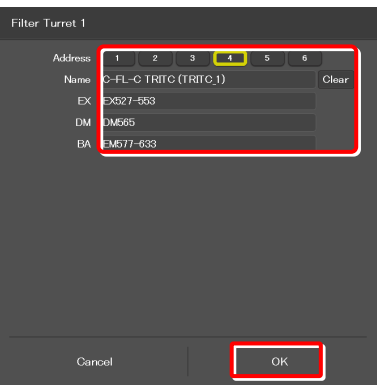 Filter Turret 1
Address 1 2 3 4 5 6
Name C-FL-C TRITC (TRITC_1) Clear
EX EX527-553
DM DM565
BA EM577-633
Cancel OK